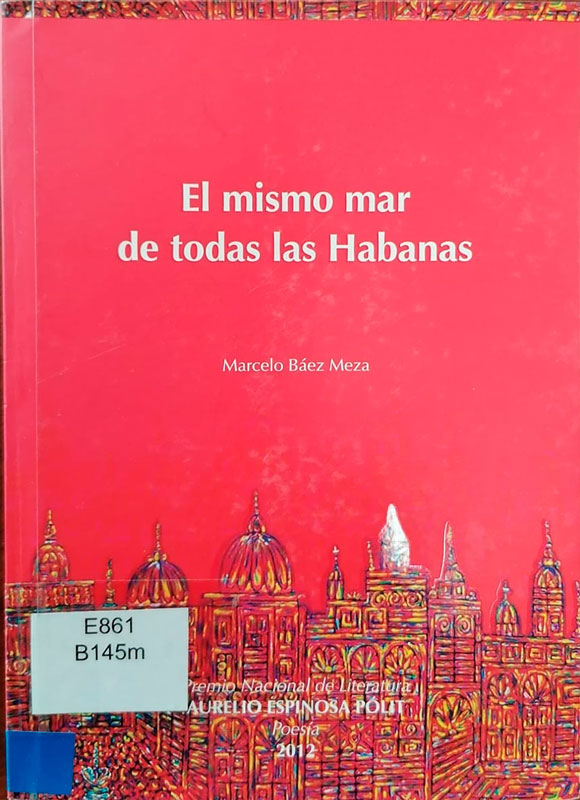 El mismo mar
de todas las Habanas
Marcelo Báez Meza
E861
B145m
Premio Nacional de Literatura
AURELIO ESPINOSA PÓLIT
Poesía
2012